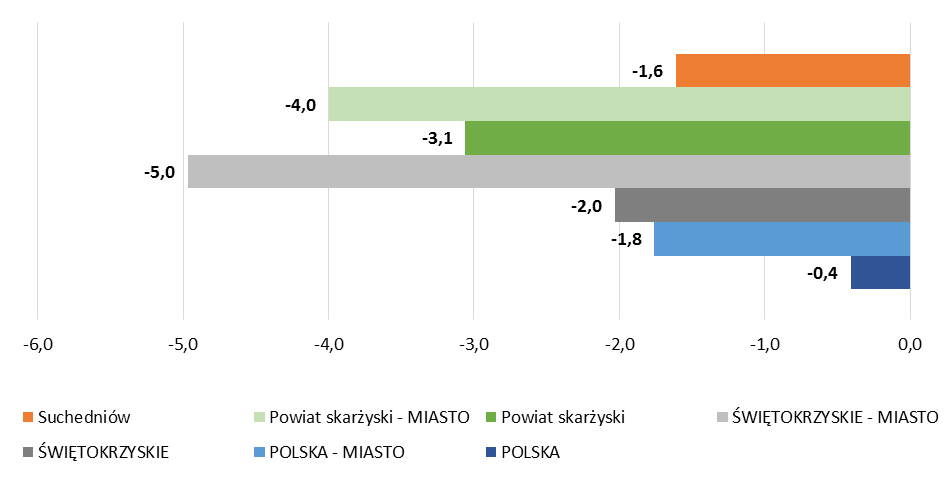 -1,6
-4,0
-3,1
-5,0
-2,0
-1,8
-0,4
-6,0 -5,0 -4,0 -3,0 -2,0 -1,0 0,0
Suchedniów Powiat skarżyski - MIASTO Powiat skarżyski ŚWIĘTOKRZYSKIE - MIASTO
ŚWIĘTOKRZYSKIE POLSKA - MIASTO POLSKA